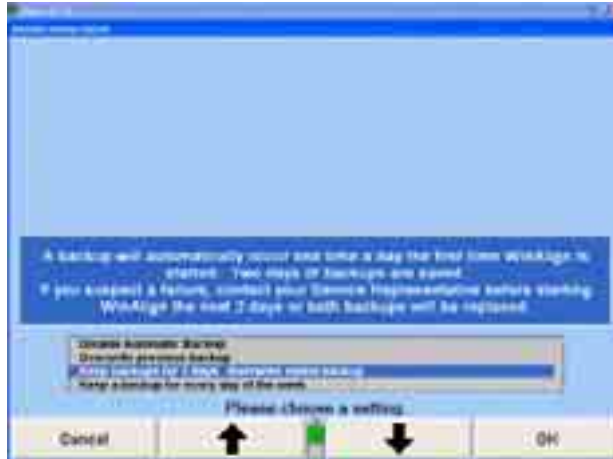 A backup will automatically occur one time a day the first time WinAlign is
started. Two days of backups are saved.
If you suspect a failure, contact your Service Representative before starting
WinAlign the next 2 days or both backups will be replaced.
Disable Automatic Backup
Overwrite previous backup
Keep backups for 2 days. Overwrite oldest backup
Keep a backup for every day of the week
Please choose a setting.
Cancel
OK